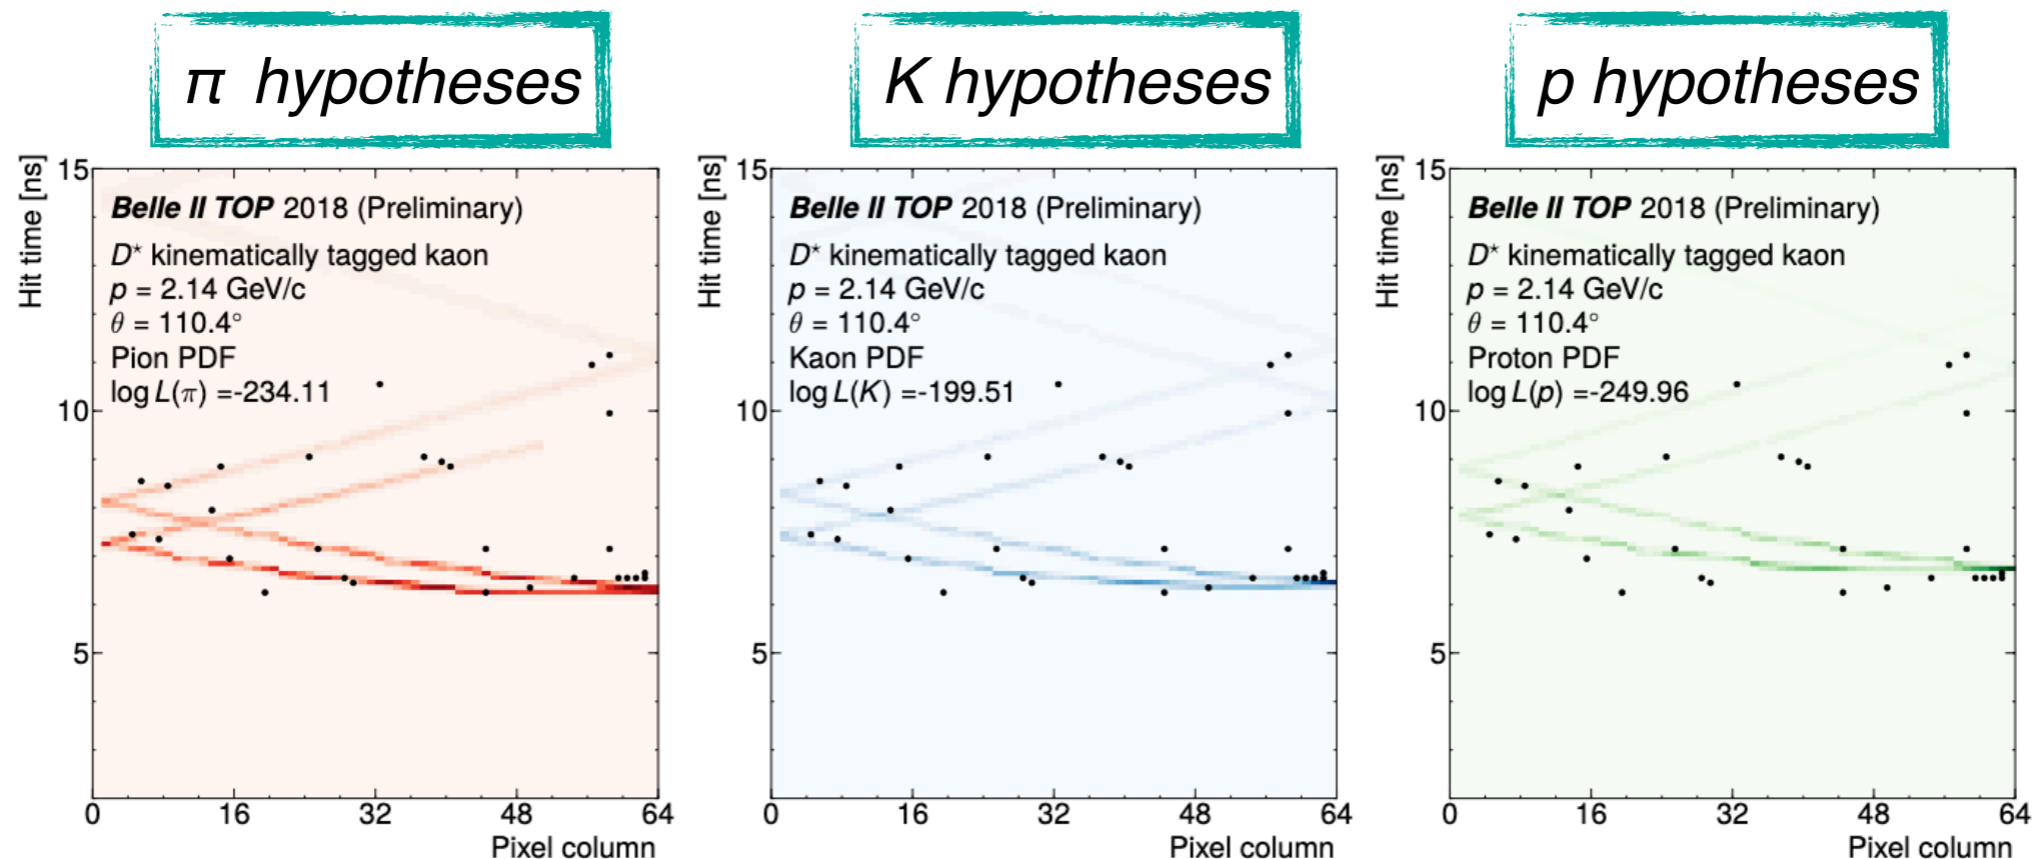 π hypotheses
K hypotheses
p hypotheses
Hit time [ns]
15
10
5
Belle II TOP 2018 (Preliminary)
D* kinematically tagged kaon
p = 2.14 GeV/c
θ = 110.4°
Pion PDF
log L(π) =-234.11
0 16 32 48 64
Pixel column
Hit time [ns]
15
10
5
Belle II TOP 2018 (Preliminary)
D* kinematically tagged kaon
p = 2.14 GeV/c
θ = 110.4°
Kaon PDF
log L(K) =-199.51
0 16 32 48 64
Pixel column
Hit time [ns]
15
10
5
Belle II TOP 2018 (Preliminary)
D* kinematically tagged kaon
p = 2.14 GeV/c
θ = 110.4°
Proton PDF
log L(p) =-249.96
0 16 32 48 64
Pixel column